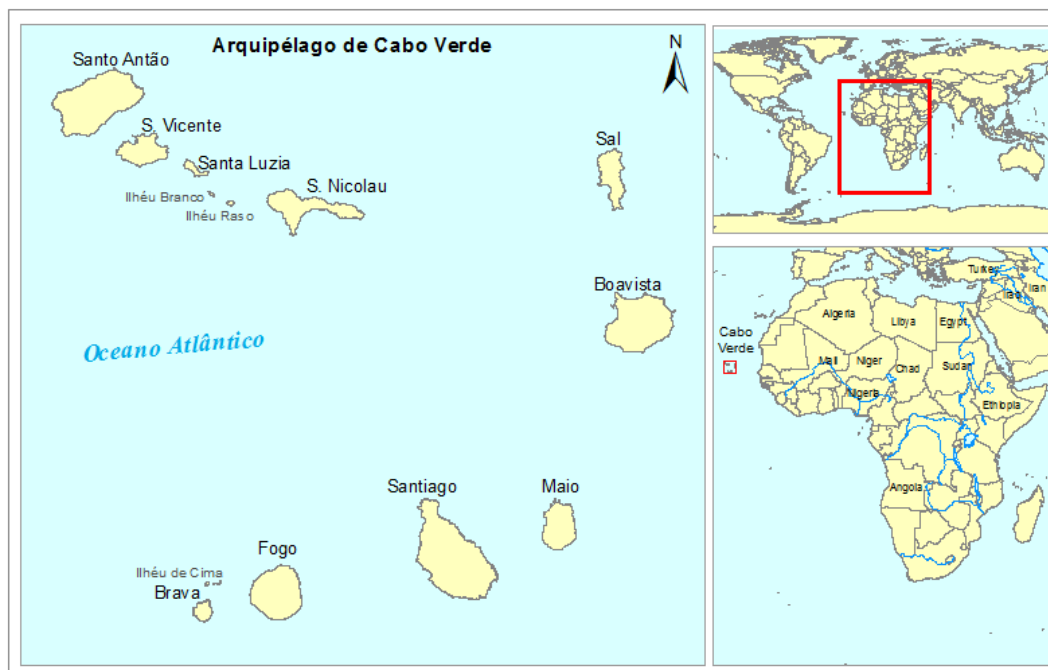 Arquipélago de Cabo Verde
N
Santo Antão
S. Vicente
Santa Luzia
Ilhéu Branco
Ilhéu Raso
S. Nicolau
Sal
Boavista
Oceano Atlântico
Santiago
Maio
Fogo
Ilhéu de Cima
Brava
Turkey
Iraq
Iran
Algeria
Libya
Egypt
Cabo
Verde
Mali
Niger
Chad
Sudan
Nigeria
Ethiopia
Angola